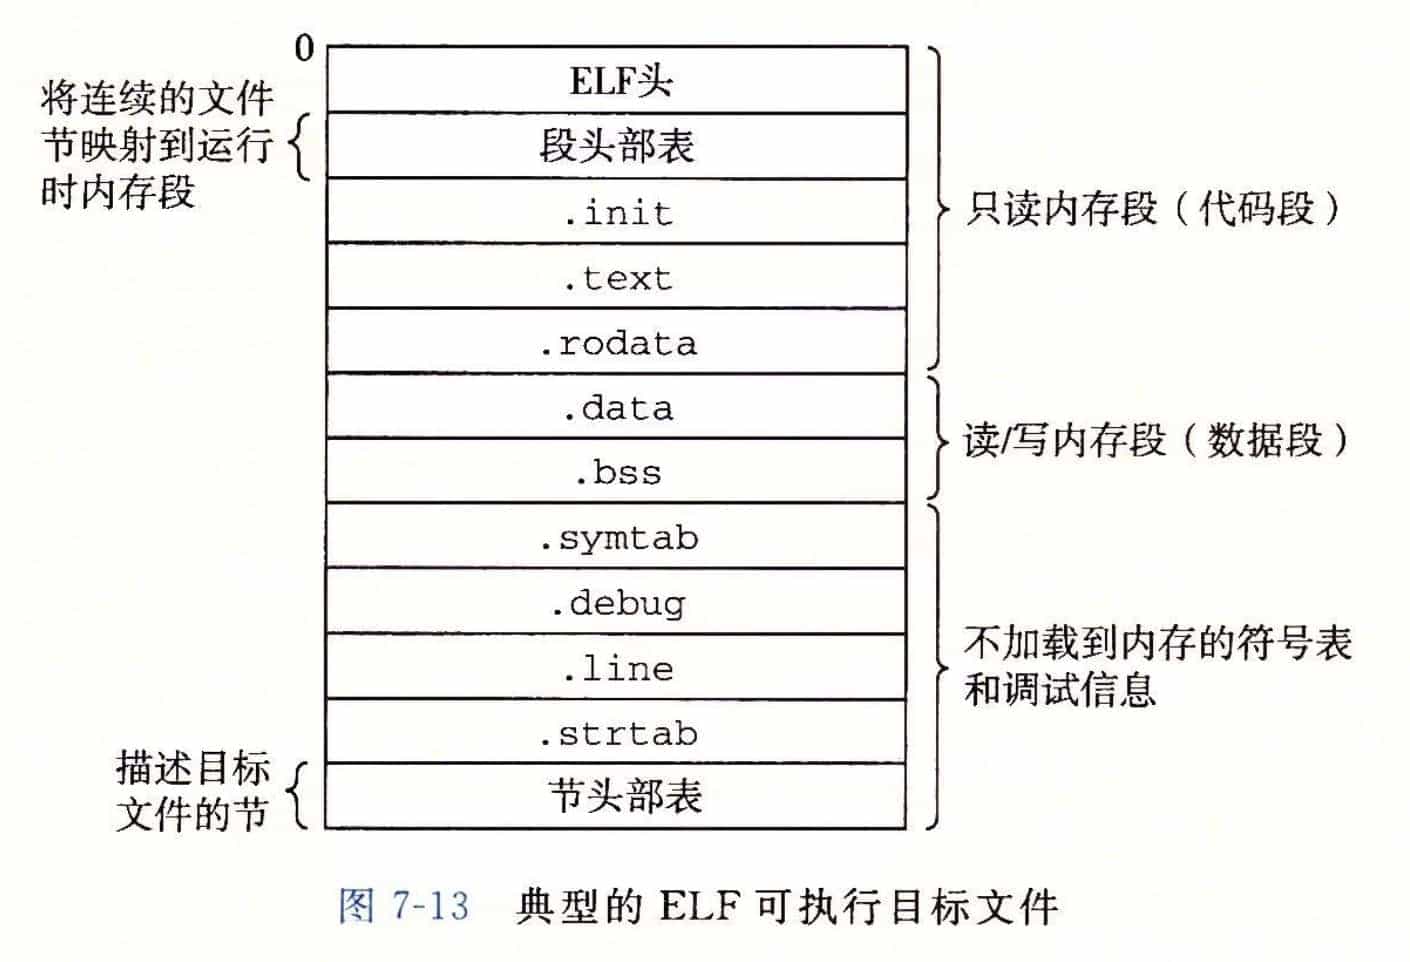 0
将连续的文件
节映射到运行
时内存段
ELF头
段头部表
.init
.text
.rodata
.data
.bss
.symtab
.debug
.line
.strtab
节头部表
只读内存段（代码段）
读/写内存段（数据段）
不加载到内存的符号表
和调试信息
描述目标
文件的节
图 7-13 典型的 ELF 可执行目标文件